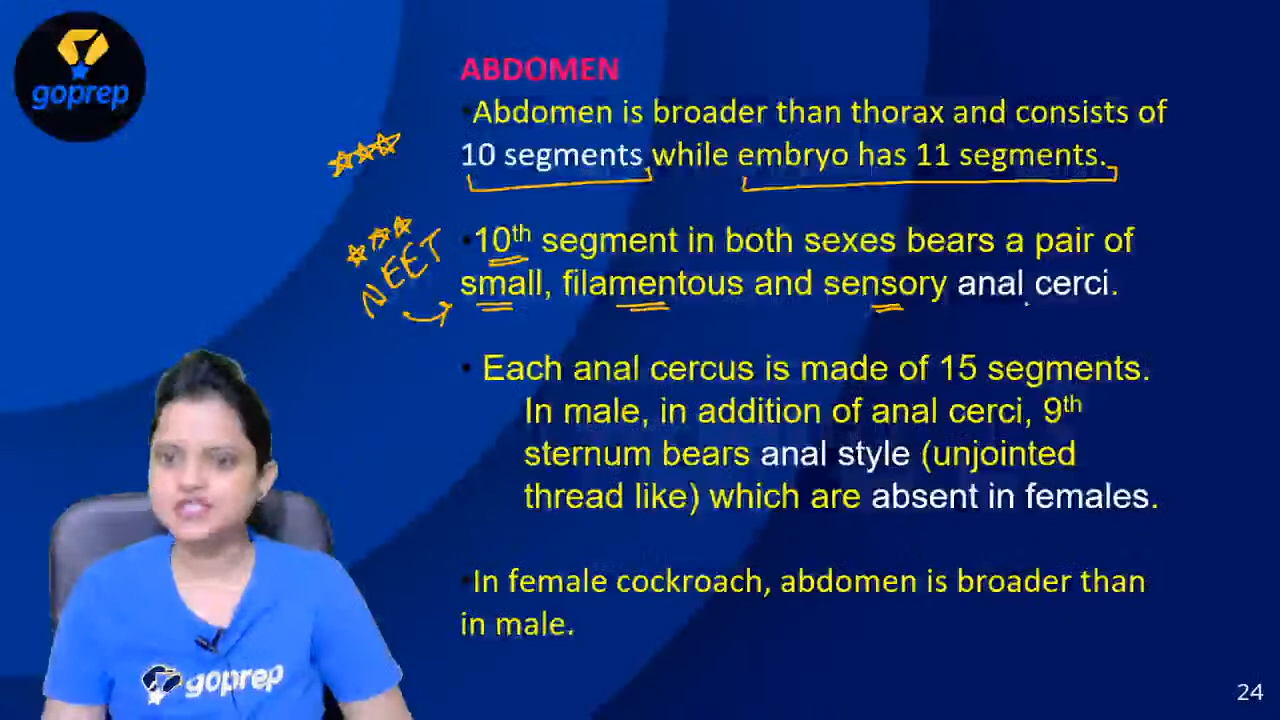 goprep
ABDOMEN
•Abdomen is broader than thorax and consists of
10 segments, while embryo has 11 segments.
NEET
•10th segment in both sexes bears a pair of
small, filamentous and sensory anal cerci.
• Each anal cercus is made of 15 segments.
In male, in addition of anal cerci, 9th
sternum bears anal style (unjointed
thread like) which are absent in females.
•In female cockroach, abdomen is broader than
in male.
goprep
24